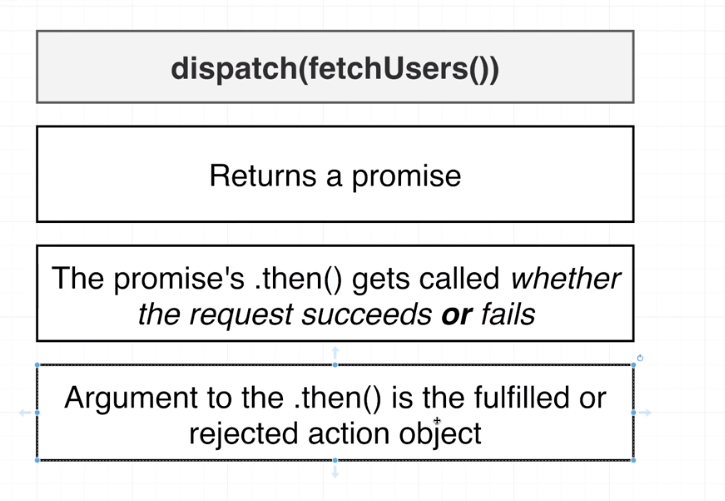 dispatch(fetchUsers())
Returns a promise
The promise's .then() gets called whether
the request succeeds or fails
Argument to the .then() is the fulfilled or
rejected action object